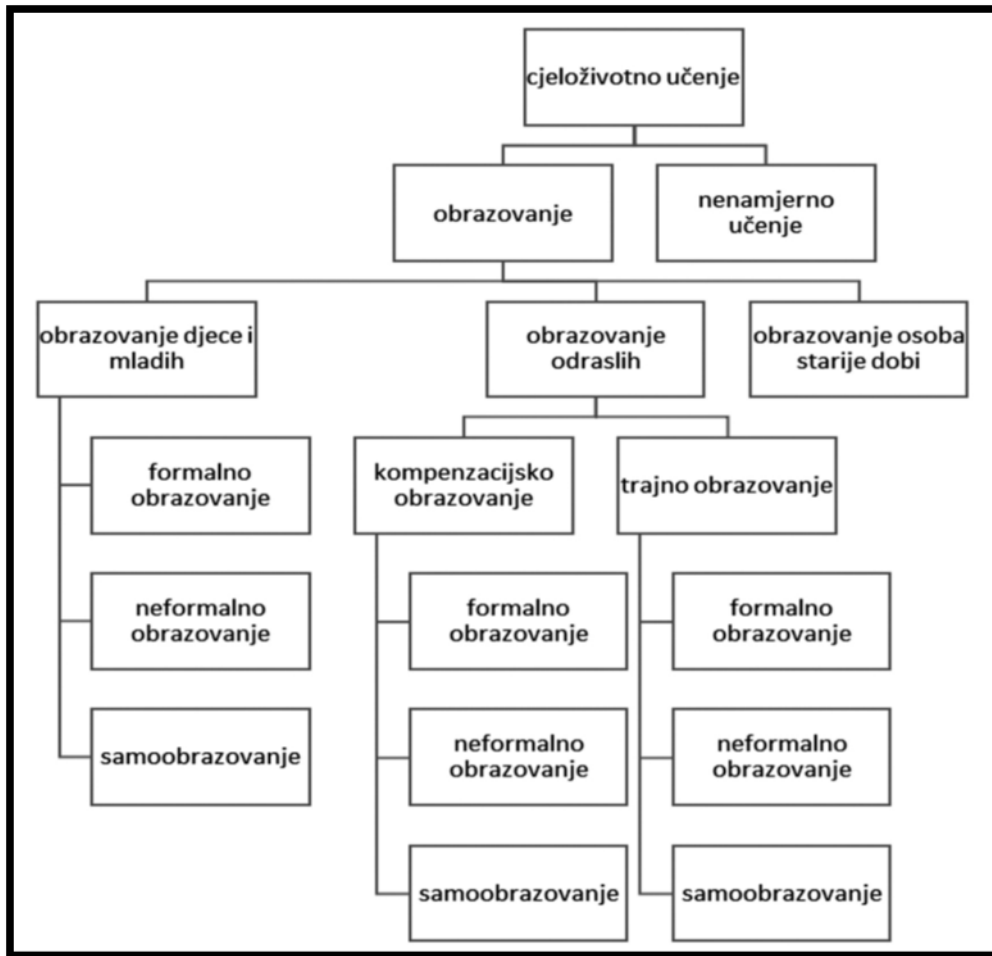 cjeloživotno učenje
obrazovanje
nenamjerno
učenje
obrazovanje djece i
mladih
obrazovanje
odraslih
obrazovanje osoba
starije dobi
formalno
obrazovanje
neformalno
obrazovanje
samoobrazovanje
kompenzacijsko
obrazovanje
formalno
obrazovanje
neformalno
obrazovanje
samoobrazovanje
trajno obrazovanje
formalno
obrazovanje
neformalno
obrazovanje
samoobrazovanje